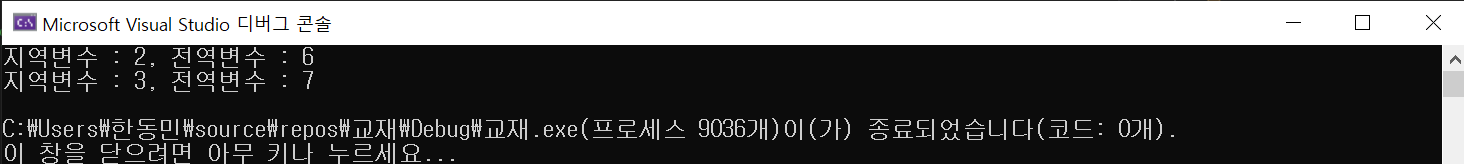 Microsoft Visual Studio 디버그 콘솔
지역변수 : 2, 전역변수 : 6
지역변수 : 3, 전역변수 : 7
C:₩Users₩한동민₩source₩repos₩교재₩Debug₩교재.exe(프로세스 9036개)이(가) 종료되었습니다(코드: 0개).
이 창을 닫으려면 아무 키나 누르세요...